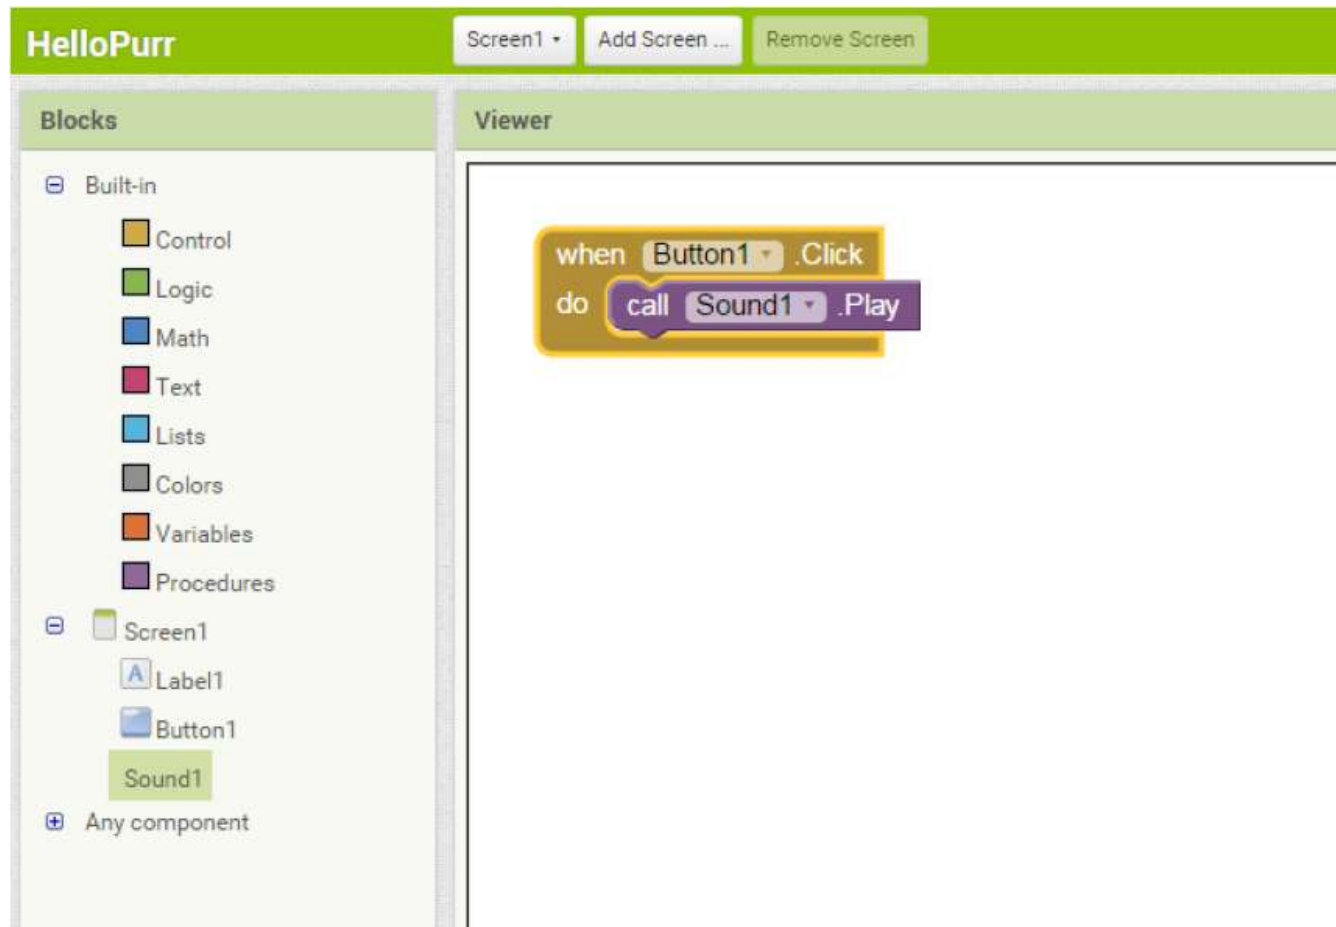 HelloPurr
Screen1
Add Screen ...
Remove Screen
Blocks
Viewer
Built-in
Control
Logic
Math
Text
Lists
Colors
Variables
Procedures
Screen1
A
Label1
Button1
Sound1
Any component
when Button1 .Click
do call Sound1 .Play